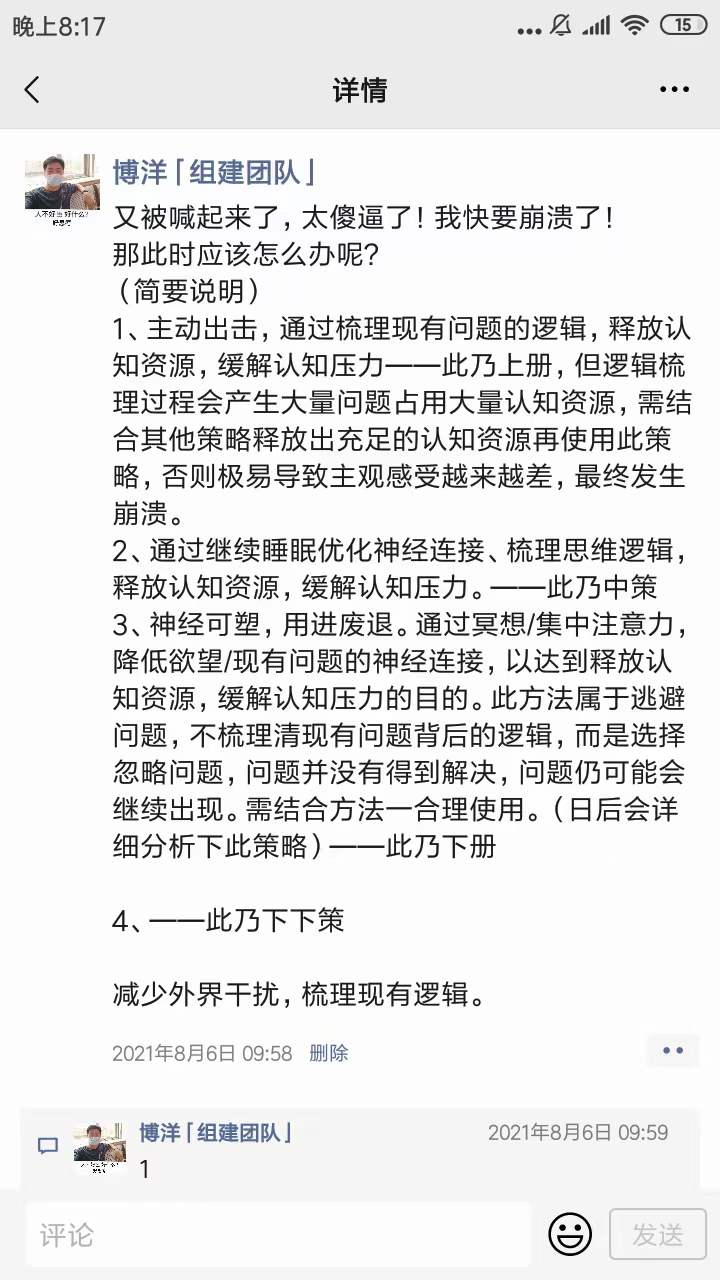 晚上8:17
15
详情
博洋「组建团队」
又被喊起来了，太傻逼了！我快要崩溃了！
那此时应该怎么办呢？
（简要说明）
1、主动出击，通过梳理现有问题的逻辑，释放认
知资源，缓解认知压力——此乃上册，但逻辑梳
理过程会产生大量问题占用大量认知资源，需结
合其他策略释放出充足的认知资源再使用此策
略，否则极易导致主观感受越来越差，最终发生
崩溃。
2、通过继续睡眠优化神经连接、梳理思维逻辑，
释放认知资源，缓解认知压力。——此乃中策
3、神经可塑，用进废退。通过冥想/集中注意力，
降低欲望/现有问题的神经连接，以达到释放认
知资源，缓解认知压力的目的。此方法属于逃避
问题，不梳理清现有问题背后的逻辑，而是选择
忽略问题，问题并没有得到解决，问题仍可能会
继续出现。需结合方法一合理使用。（日后会详
细分析下此策略）——此乃下册
4、——此乃下下策
减少外界干扰，梳理现有逻辑。
2021年8月6日 09:58 删除
博洋「组建团队」 2021年8月6日 09:59
1
评论 发送